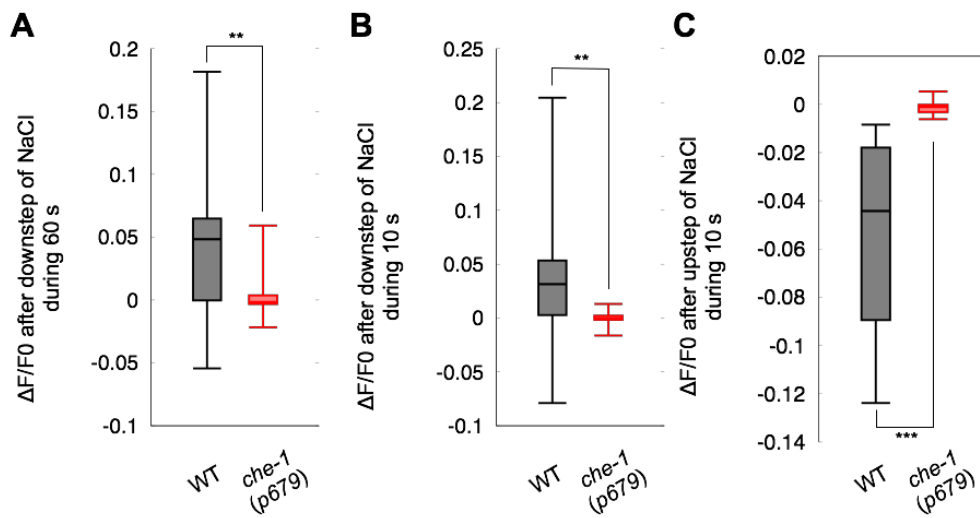 A
ΔF/F0 after downstep of NaCl
during 60 s
0.2
0.15
0.1
0.05
0
-0.05
-0.1
**
WT
che-1
(p679)
B
ΔF/F0 after downstep of NaCl
during 10 s
0.25
0.2
0.15
0.1
0.05
0
-0.05
-0.1
**
WT
che-1
(p679)
C
ΔF/F0 after upstep of NaCl
during 10 s
0.02
0
-0.02
-0.04
-0.06
-0.08
-0.1
-0.12
-0.14
***
WT
che-1
(p679)